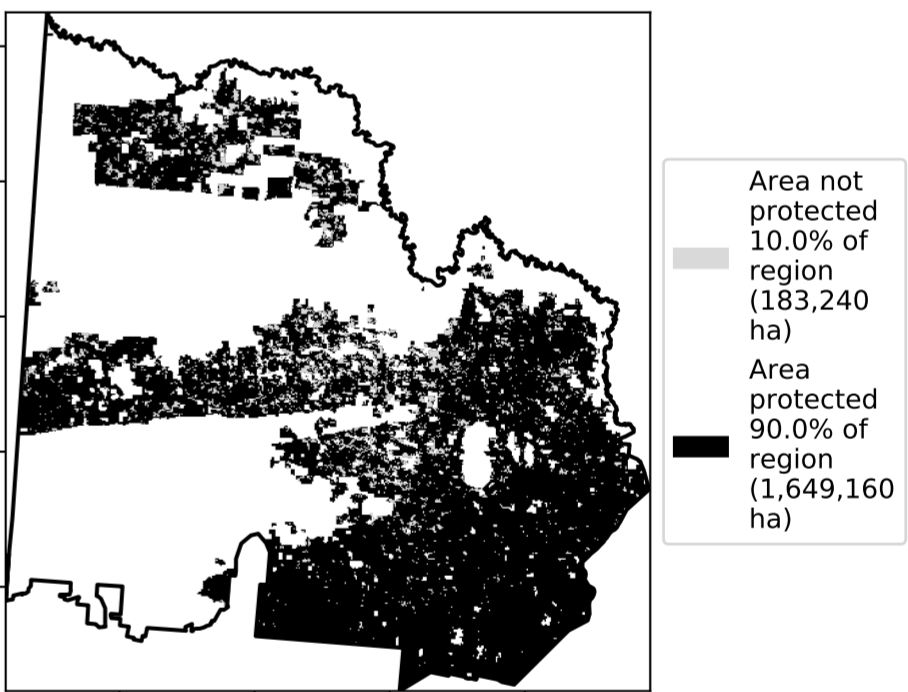 Area not
protected
10.0% of
region
(183,240
ha)
Area
protected
90.0% of
region
(1,649,160
ha)